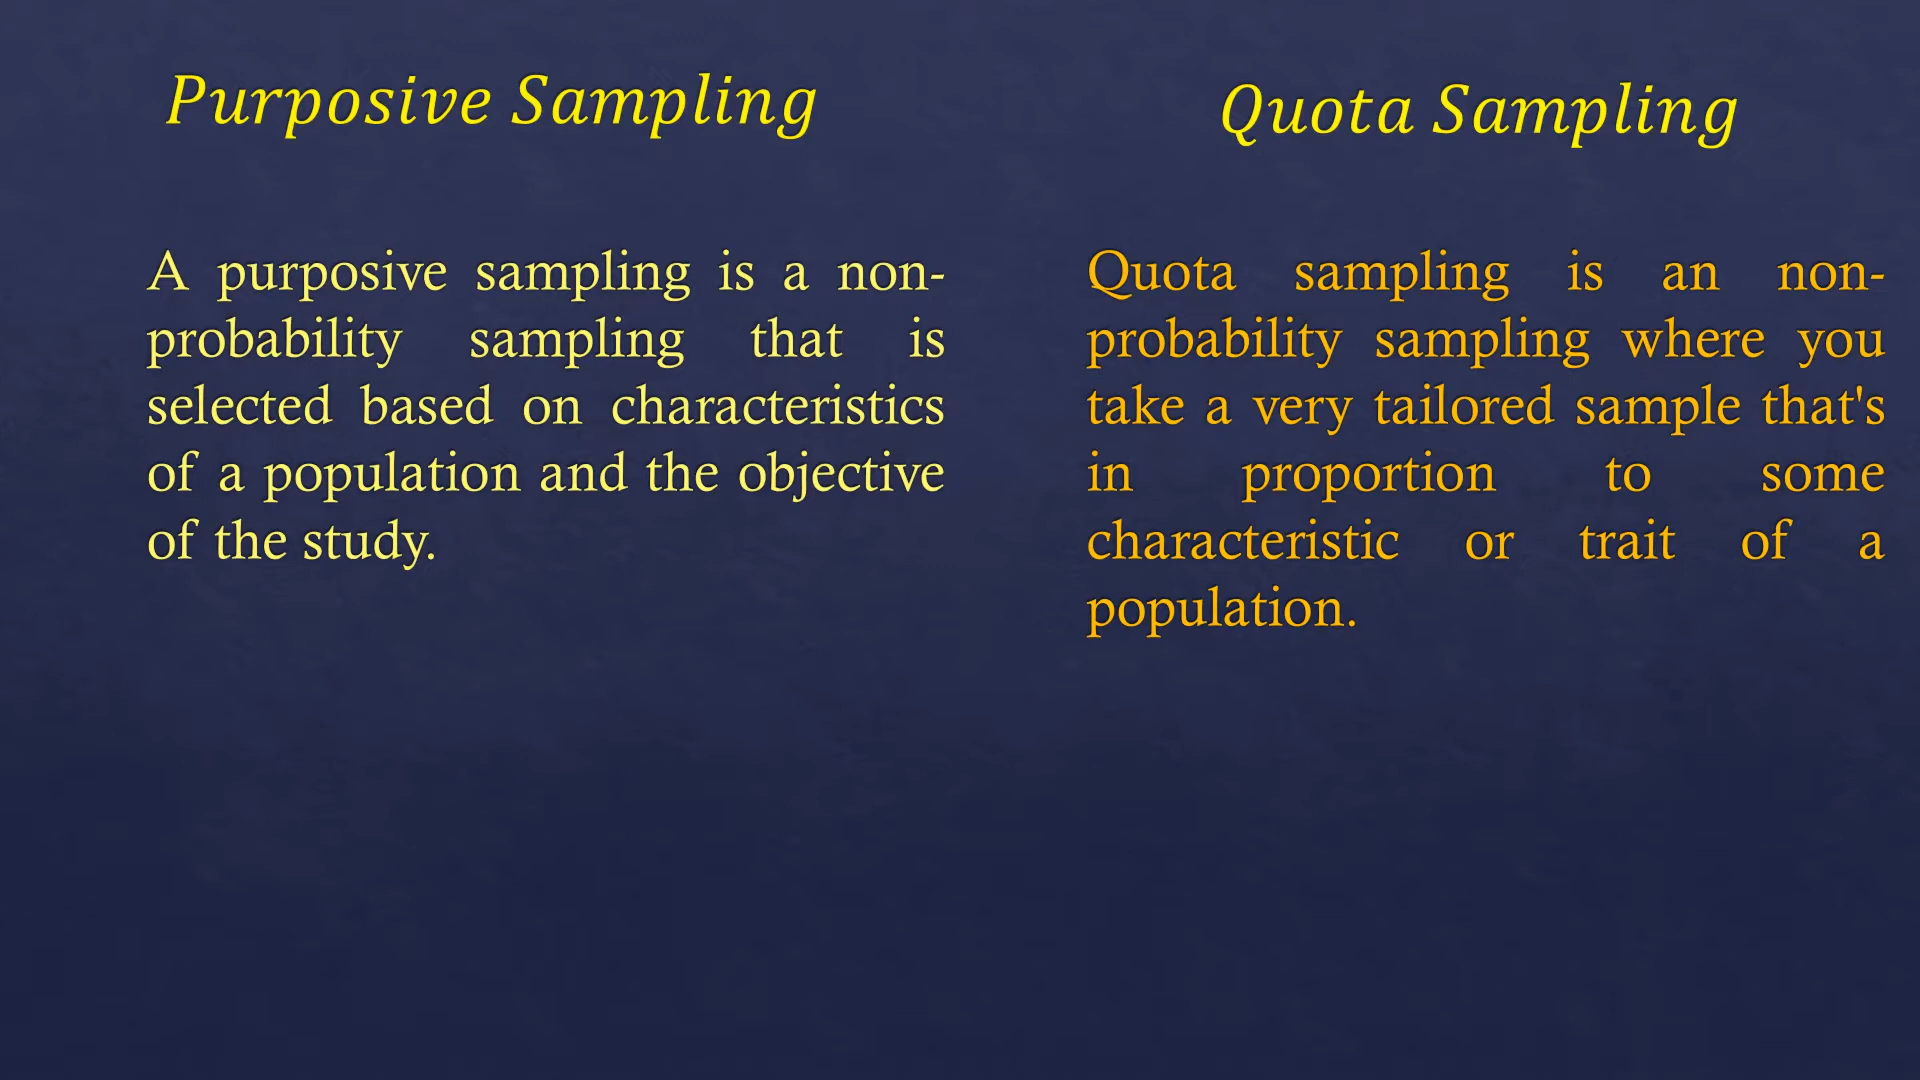 Purposive Sampling
A purposive sampling is a non-
probability sampling that is
selected based on characteristics
of a population and the objective
of the study.
Quota Sampling
Quota sampling is an non-
probability sampling where you
take a very tailored sample that's
in proportion to some
characteristic or trait of a
population.